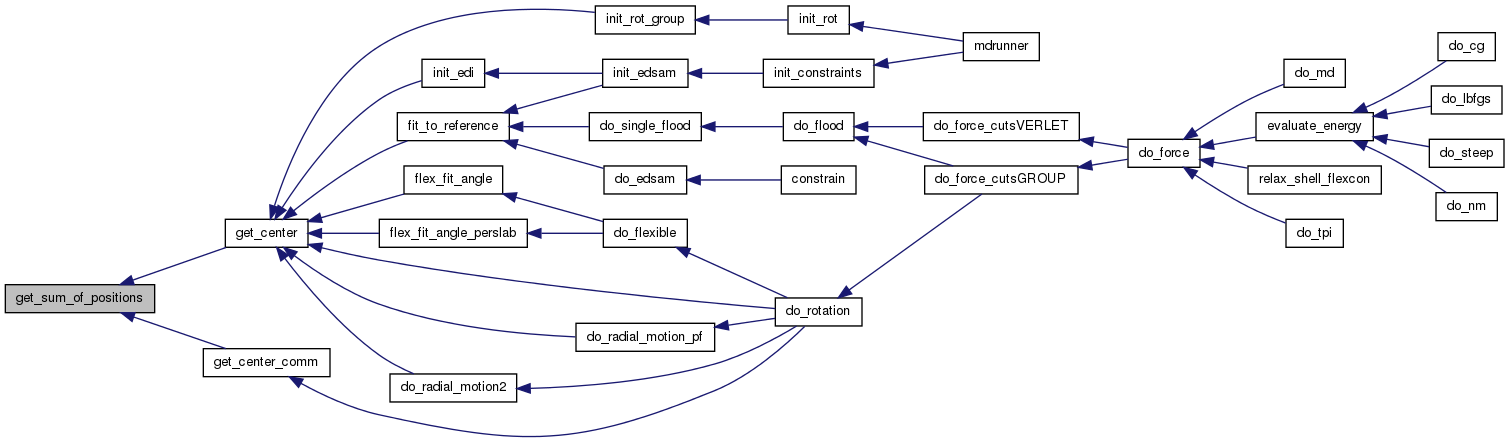 init_rot_group
init_rot
mdrunner
init_edi
init_edsam
init_constraints
fit_to_reference
do_single_flood
do_flood
do_force_cutsVERLET
do_edsam
constrain
do_force_cutsGROUP
do_force
do_md
evaluate_energy
relax_shell_flexcon
do_tpi
do_cg
do_lbfgs
do_steep
do_nm
flex_fit_angle
get_center
flex_fit_angle_perslab
do_flexible
get_sum_of_positions
do_rotation
do_radial_motion_pf
get_center_comm
do_radial_motion2